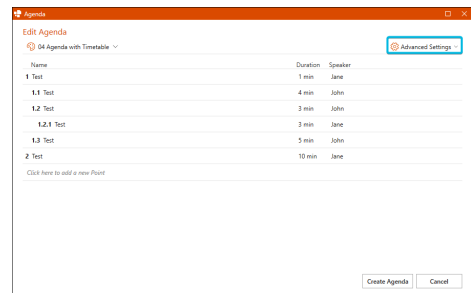 Agenda
Edit Agenda
04 Agenda with Timetable
Advanced Settings
Name Duration Speaker
1 Test 1 min Jane
1.1 Test 4 min John
1.2 Test 3 min John
1.2.1 Test 3 min Jane
1.3 Test 5 min John
2 Test 10 min Jane
Click here to add a new Point
Create Agenda Cancel